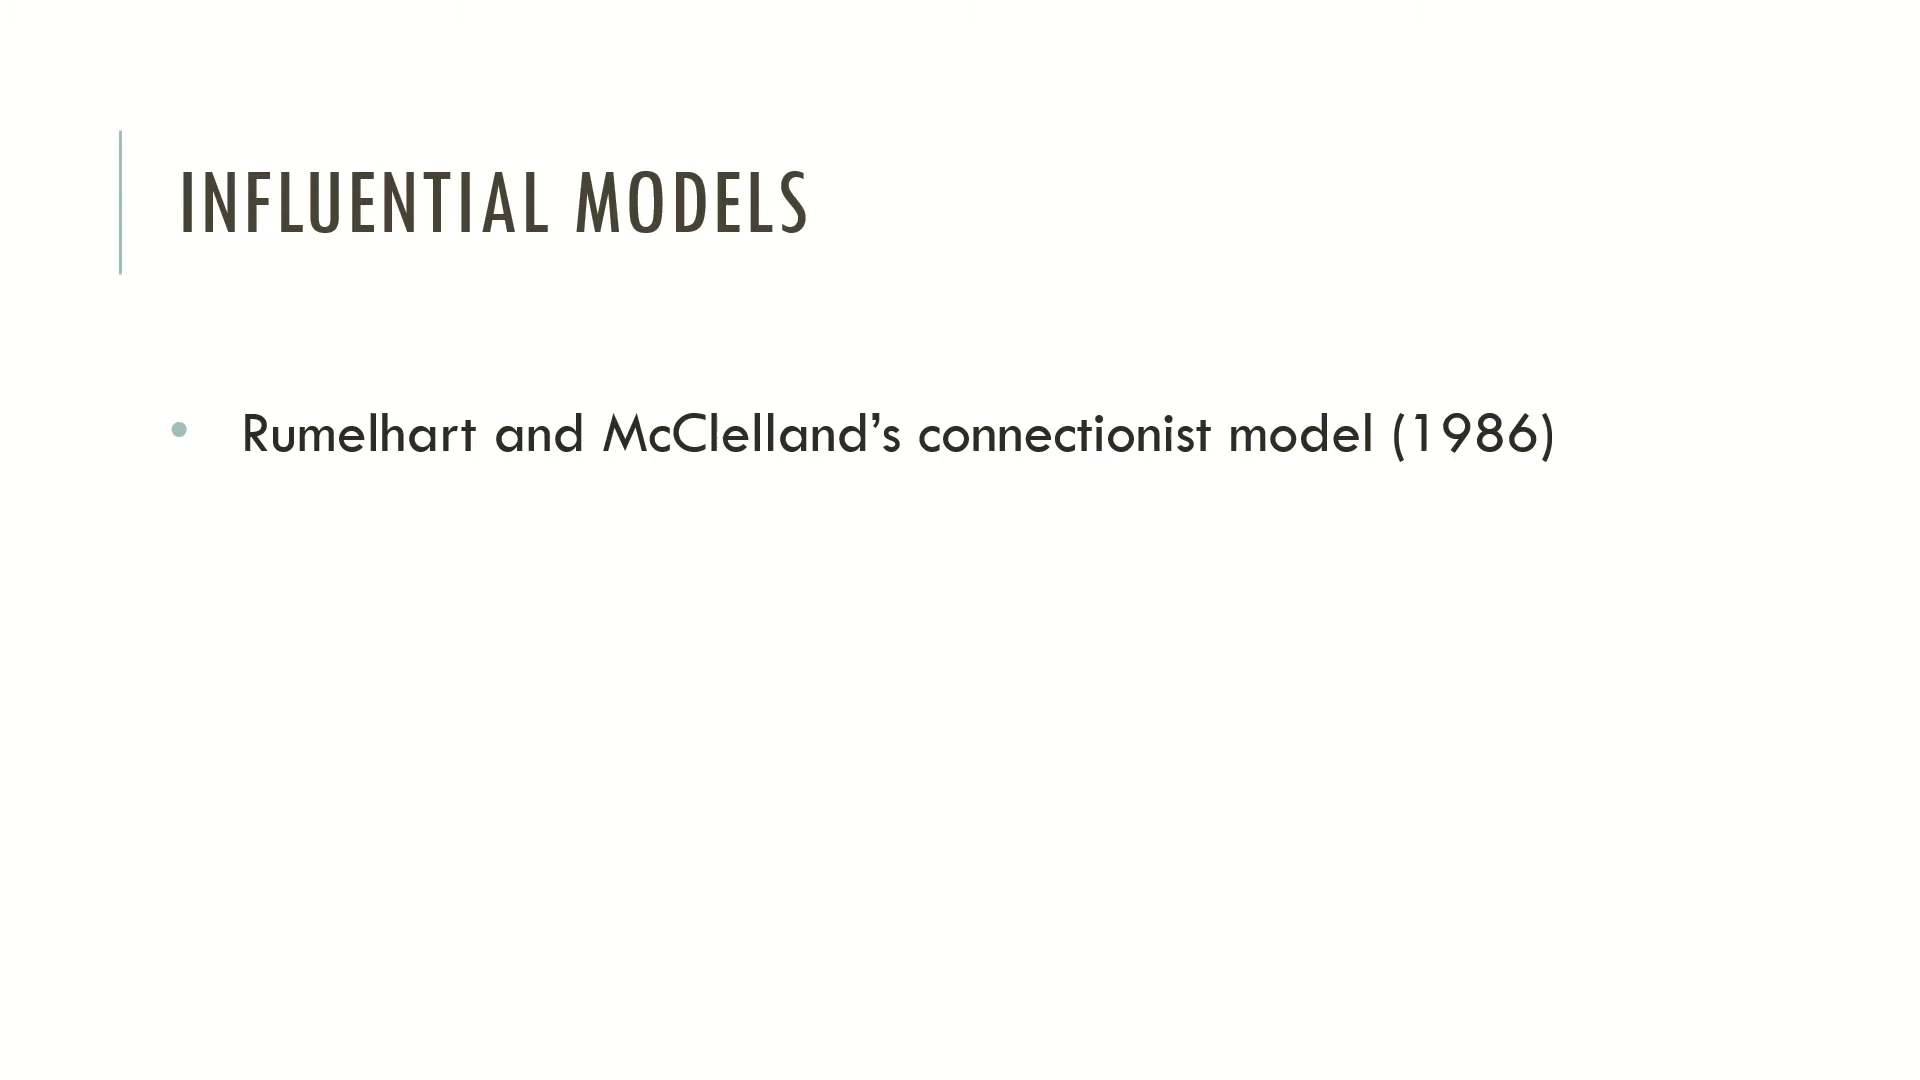 INFLUENTIAL MODELS
• Rumelhart and McClelland’s connectionist model (1986)